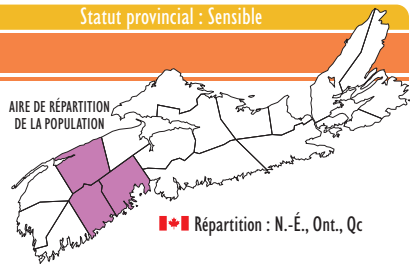 Statut provincial : Sensible
AIRE DE RÉPARTITION
DE LA POPULATION
Répartition : N.-É., Ont., Qc